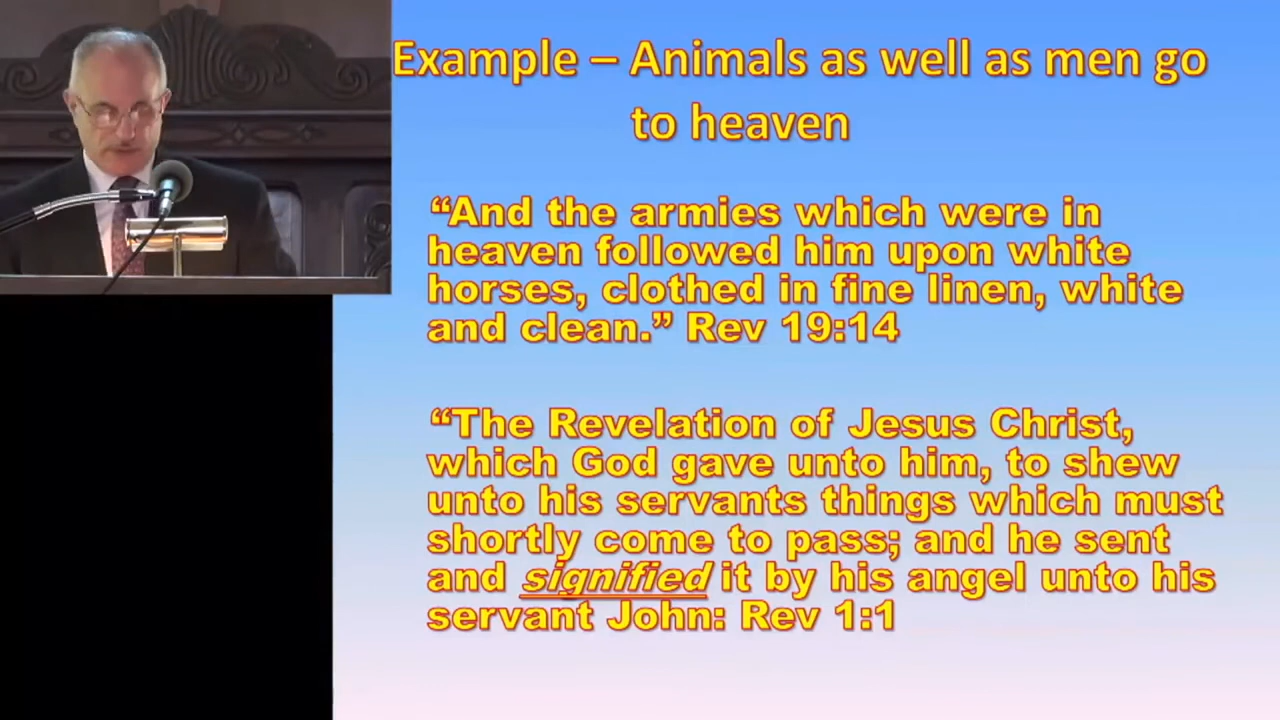 Example – Animals as well as men go
to heaven
“And the armies which were in
heaven followed him upon white
horses, clothed in fine linen, white
and clean.” Rev 19:14
“The Revelation of Jesus Christ,
which God gave unto him, to shew
unto his servants things which must
shortly come to pass; and he sent
and signified it by his angel unto his
servant John: Rev 1:1